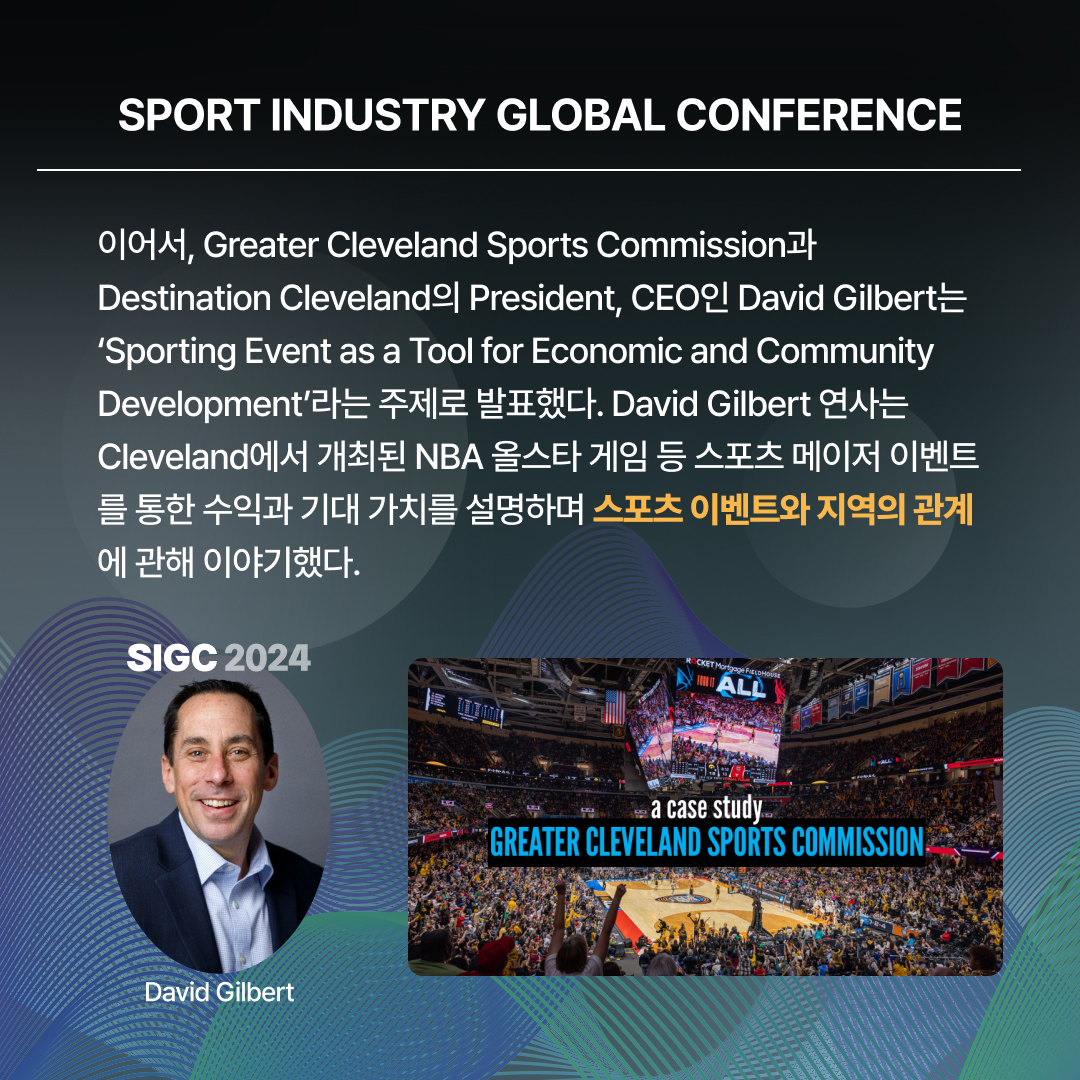 SPORT INDUSTRY GLOBAL CONFERENCE
이어서, Greater Cleveland Sports Commission과
Destination Cleveland의 President, CEO인 David Gilbert는
‘Sporting Event as a Tool for Economic and Community
Development’라는 주제로 발표했다. David Gilbert 연사는
Cleveland에서 개최된 NBA 올스타 게임 등 스포츠 메이저 이벤트
를 통한 수익과 기대 가치를 설명하며 스포츠 이벤트와 지역의 관계
에 관해 이야기했다.
SIGC 2024
David Gilbert
ROCKET Mortgage FIELDHOUSE
ALL
a case study
GREATER CLEVELAND SPORTS COMMISSION